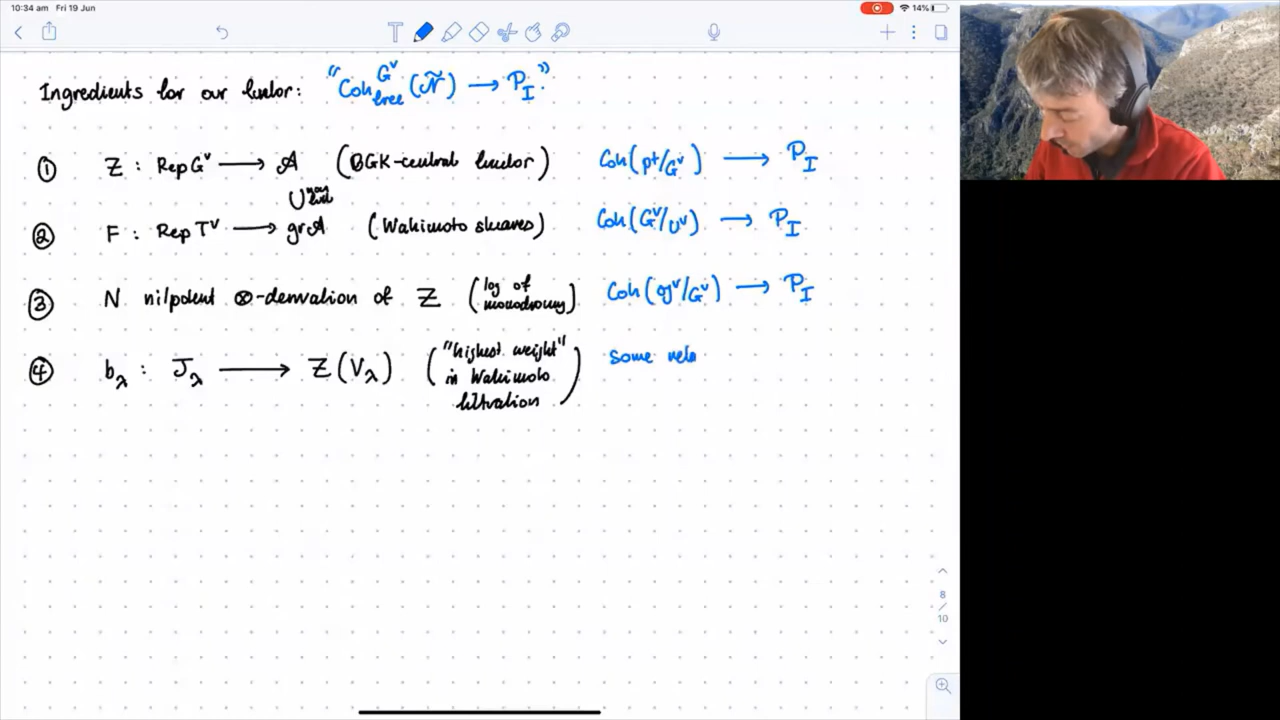 10:34 am Fri 19 Jun
14%
Ingredients for our functor: "Coh^{G^∨}_{free}(Ñ) → P_I."
① Z : Rep G^∨ → A (BGK-central functor) Coh(pt/G^∨) → P_I
② F : Rep T^∨ → gr A (Wakimoto sheaves) Coh(G^∨/U^∨) → P_I
③ N nilpotent ⊗-derivation of Z (log of monodromy) Coh(𝔤^∨/G^∨) → P_I
④ b_λ : J_λ → Z(V_λ) ("highest weight" in Wakimoto filtration) some rela
8
/
10